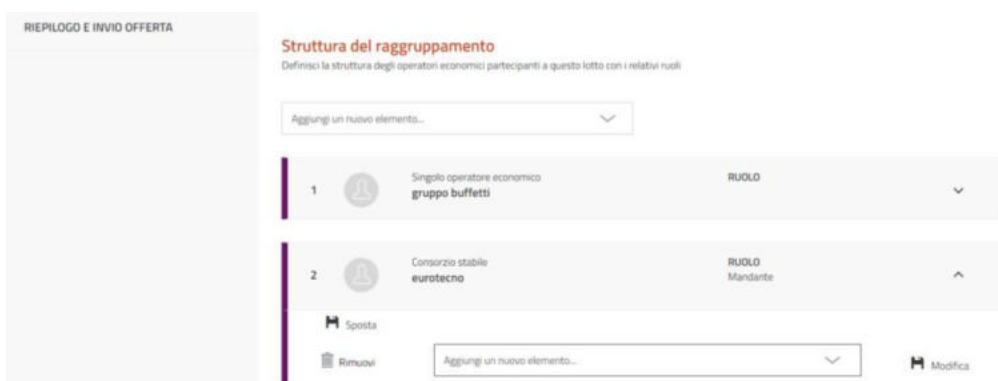 RIEPILOGO E INVIO OFFERTA
Struttura del raggruppamento
Definisci la struttura degli operatori economici partecipanti a questo lotto con i relativi ruoli
Aggiungi un nuovo elemento...
1
Singolo operatore economico
gruppo buffetti
RUOLO
2
Consorzio stabile
eurotecno
RUOLO
Mandante
Sposta
Rimuovi
Aggiungi un nuovo elemento...
Modifica